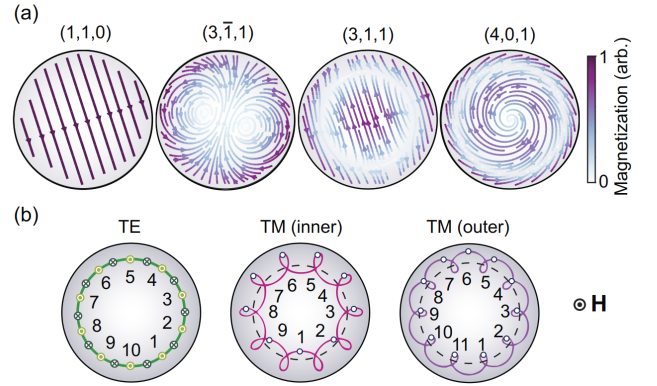 (a)
(1,1,0) (3,1̅,1) (3,1,1) (4,0,1)
1
0
Magnetization (arb.)
(b)
TE TM (inner) TM (outer)
1 2 3 4 5 6 7 8 9 10
1 2 3 4 5 6 7 8 9
1 2 3 4 5 6 7 8 9 10 11
H